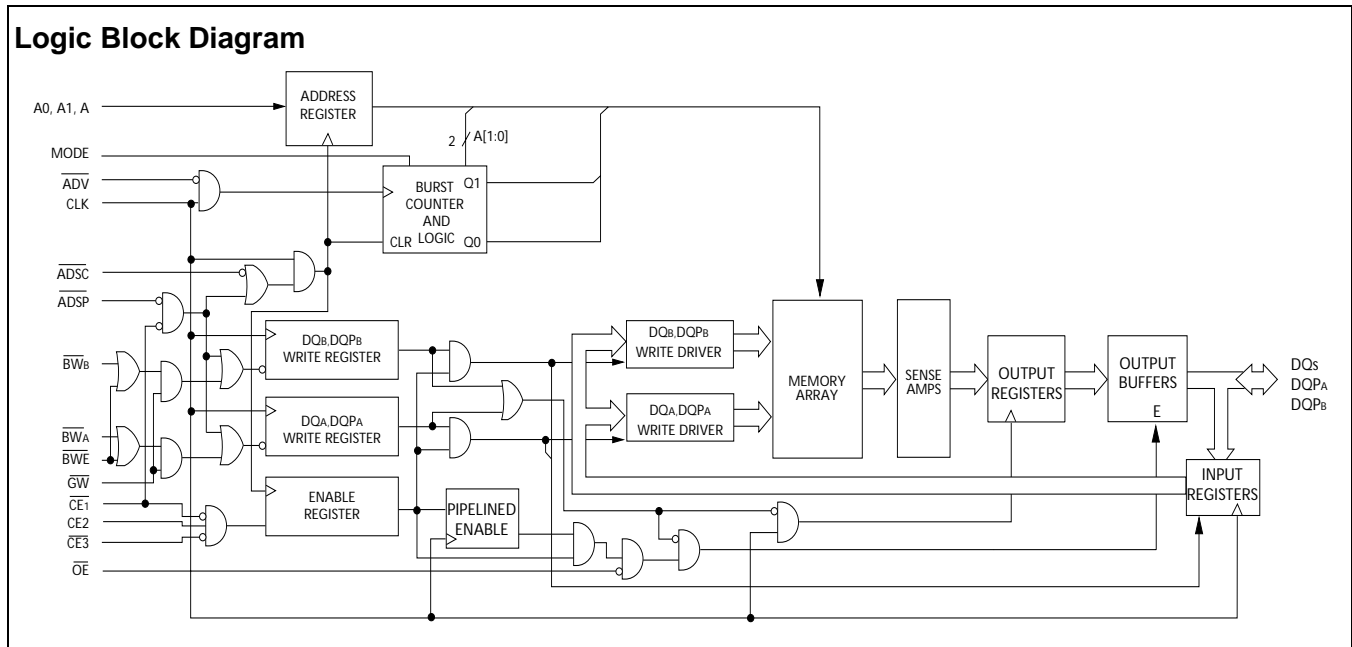 Logic Block Diagram
A0, A1, A
ADDRESS
REGISTER
MODE
2
A[1:0]
ADV
CLK
BURST
COUNTER
AND
LOGIC
Q1
CLR
Q0
ADSC
ADSP
BWB
BWA
BWE
GW
CE1
CE2
CE3
OE
DQB,DQPB
WRITE REGISTER
DQA,DQPA
WRITE REGISTER
ENABLE
REGISTER
PIPELINED
ENABLE
DQB,DQPB
WRITE DRIVER
DQA,DQPA
WRITE DRIVER
MEMORY
ARRAY
SENSE
AMPS
OUTPUT
REGISTERS
OUTPUT
BUFFERS
E
INPUT
REGISTERS
DQS
DQPA
DQPB